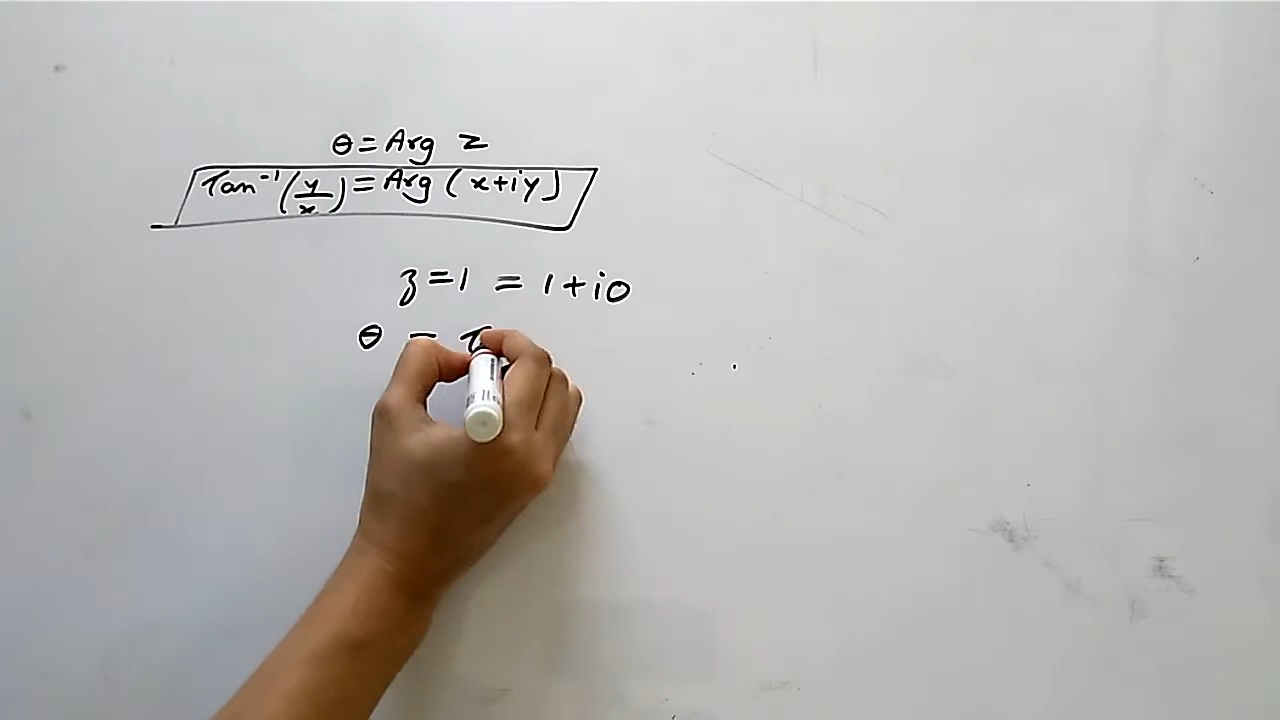 θ = Arg z
Tan⁻¹(y/x) = Arg (x+iy)
z = 1 = 1+i0
θ =